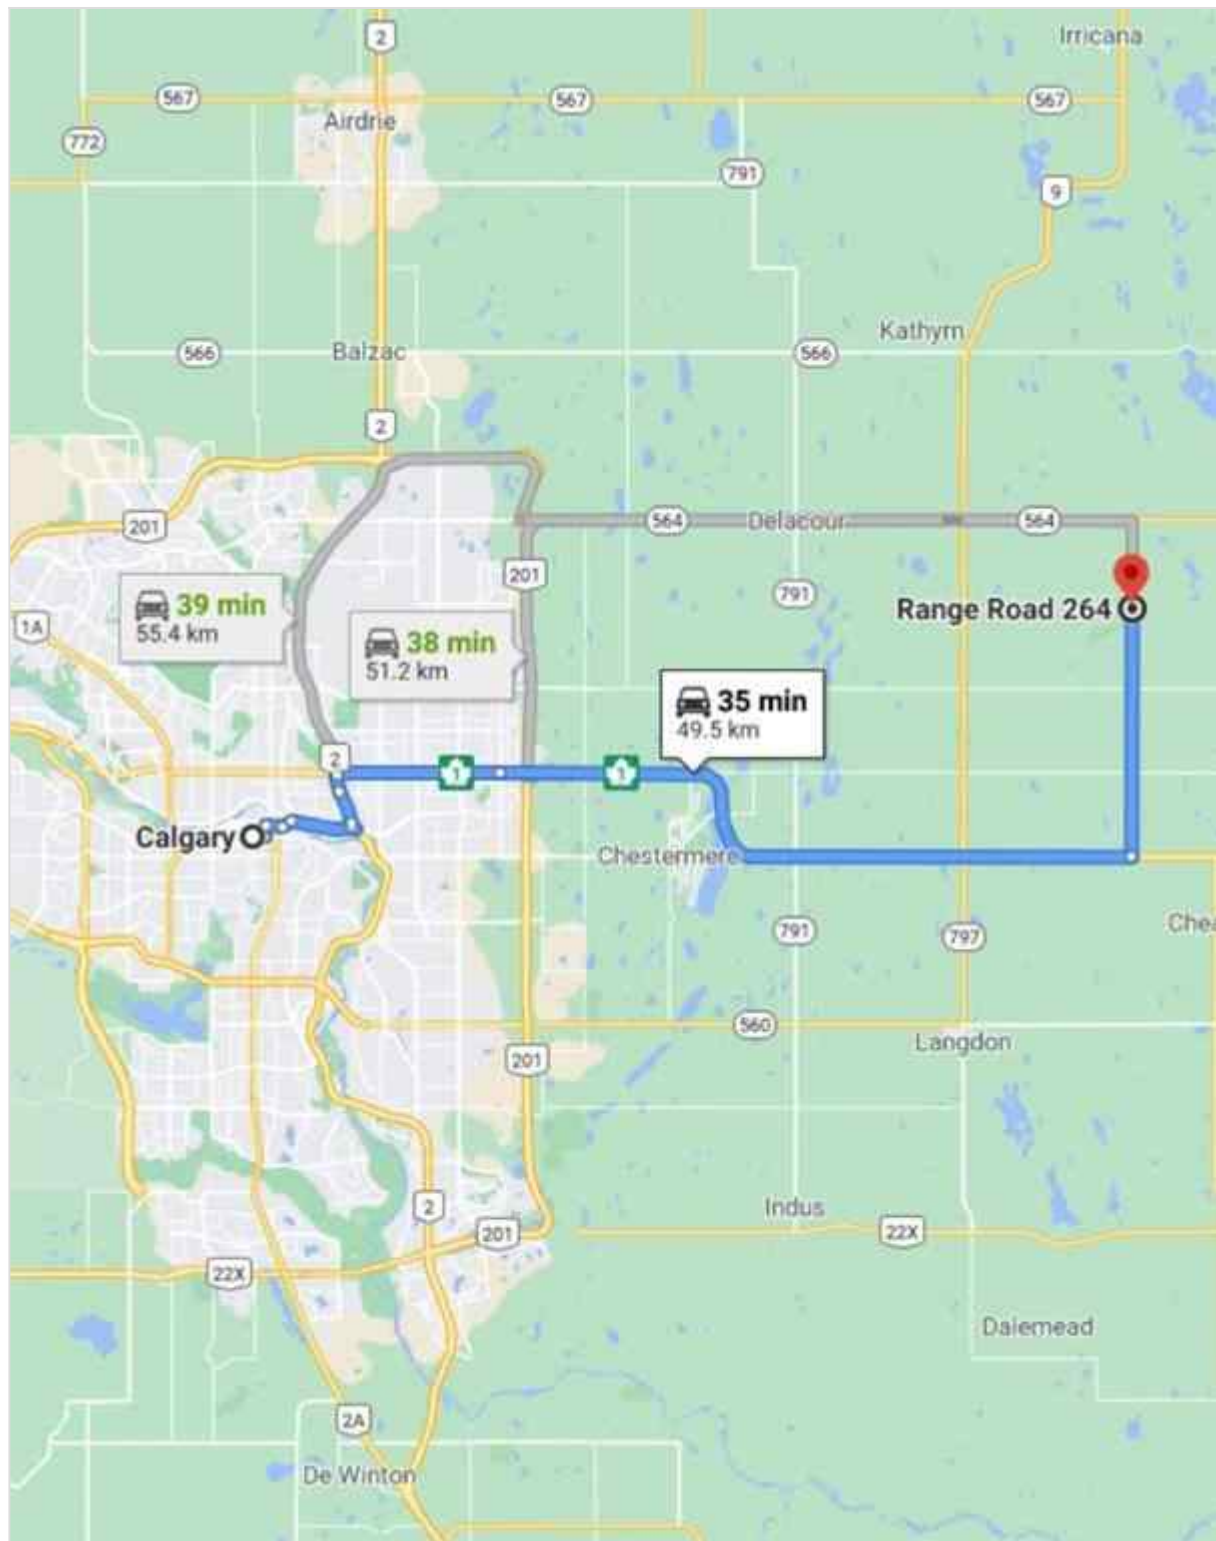 2
Irricana
567
567
567
Airdrie
772
791
9
Kathyrn
566
Balzac
566
2
201
564
Delacour
564
201
39 min
55.4 km
791
Range Road 264
1A
38 min
51.2 km
35 min
49.5 km
2
1
1
Calgary
Chestermere
791
797
Chea
560
Langdon
201
2
Indus
201
22X
22X
Dalemead
2A
De Winton